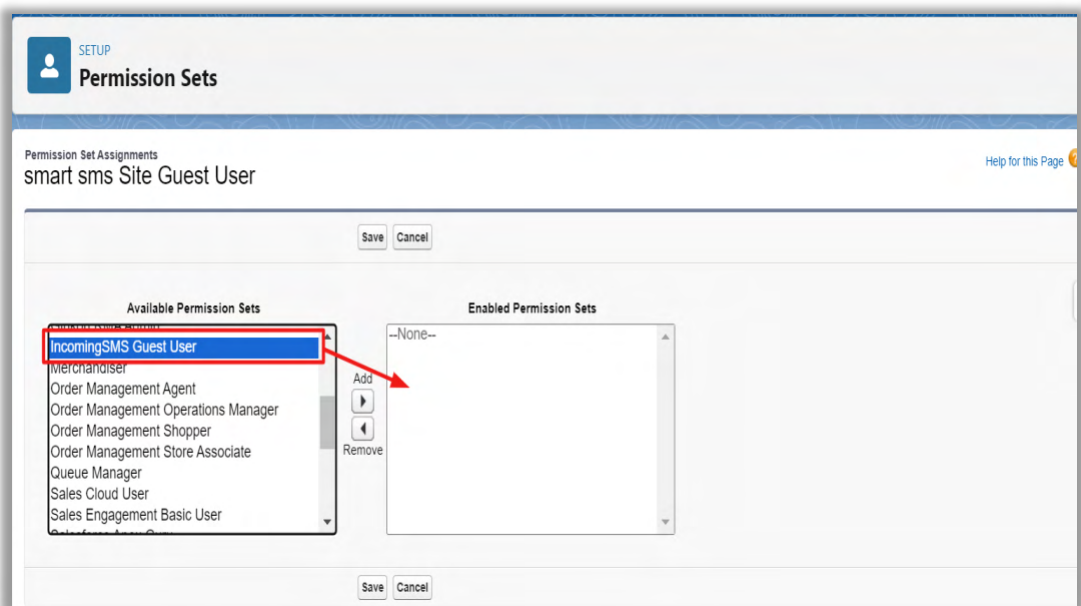 SETUP
Permission Sets
Permission Set Assignments
smart sms Site Guest User
Help for this Page
Save Cancel
Available Permission Sets
Enabled Permission Sets
IncomingSMS Guest User
Merchandiser
Order Management Agent
Order Management Operations Manager
Order Management Shopper
Order Management Store Associate
Queue Manager
Sales Cloud User
Sales Engagement Basic User
Add
Remove
--None--
Save Cancel